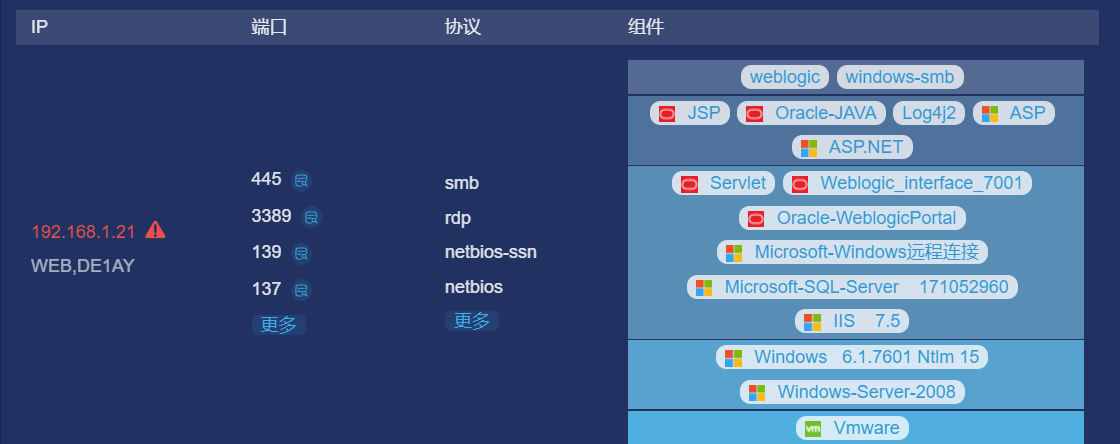 IP 端口 协议 组件
weblogic windows-smb
JSP Oracle-JAVA Log4j2 ASP
ASP.NET
445 smb
3389 rdp
139 netbios-ssn
137 netbios
更多 更多
192.168.1.21
WEB,DE1AY
Servlet Weblogic_interface_7001
Oracle-WeblogicPortal
Microsoft-Windows远程连接
Microsoft-SQL-Server 171052960
IIS 7.5
Windows 6.1.7601 Ntlm 15
Windows-Server-2008
vm Vmware